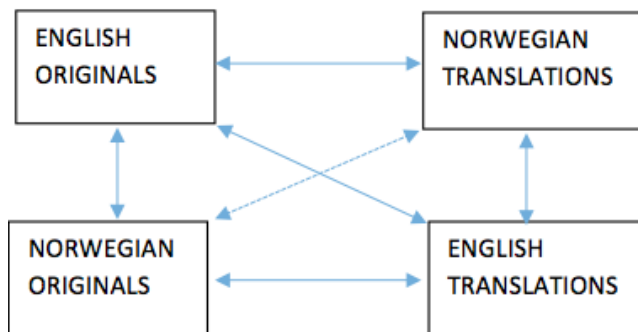 ENGLISH
ORIGINALS
NORWEGIAN
TRANSLATIONS
NORWEGIAN
ORIGINALS
ENGLISH
TRANSLATIONS